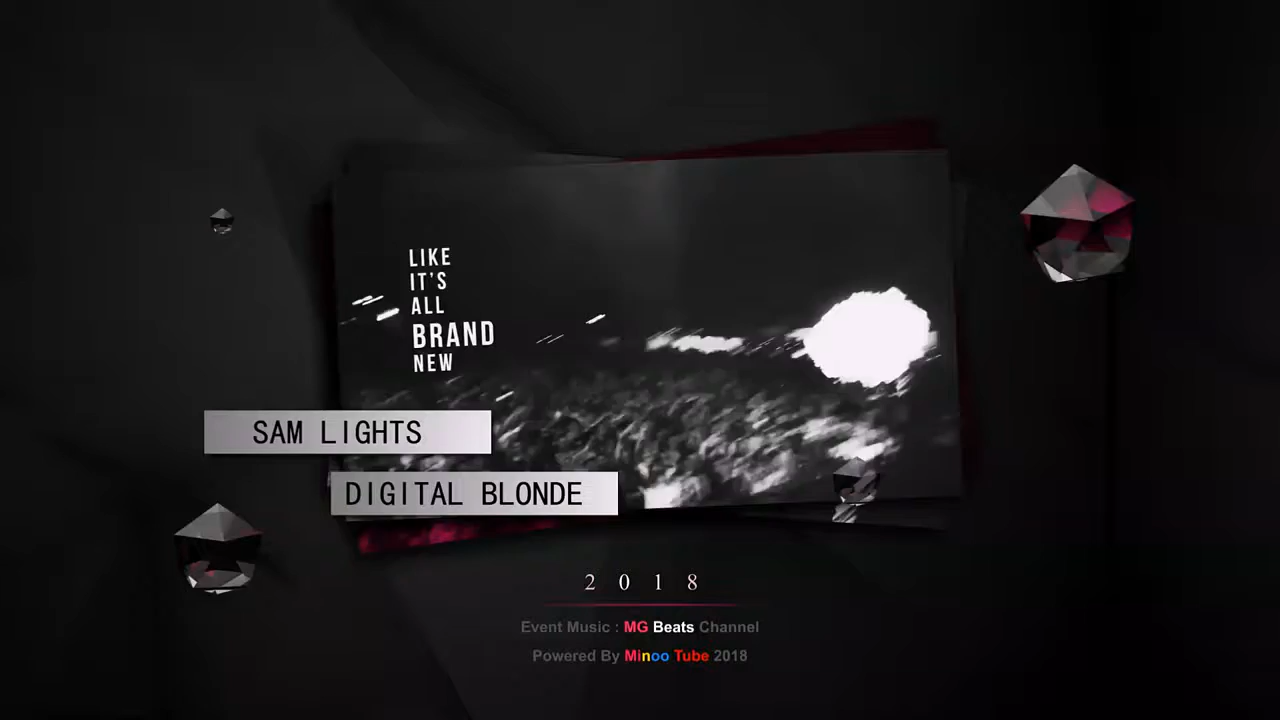 LIKE
IT'S
ALL
BRAND
NEW
SAM LIGHTS
DIGITAL BLONDE
2 0 1 8
Event Music : MG Beats Channel
Powered By Minoo Tube 2018